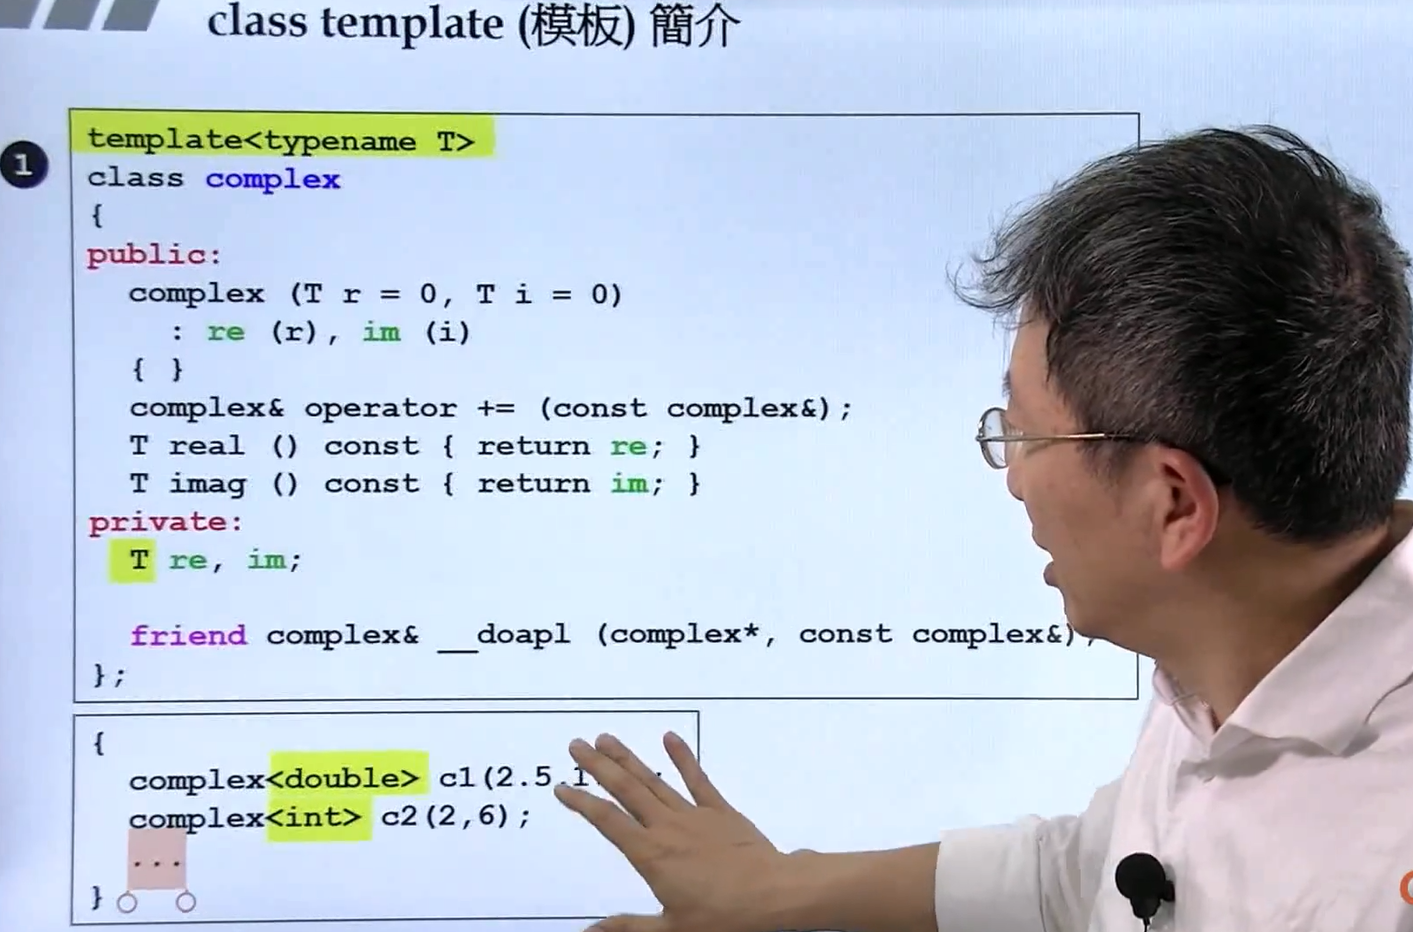 class template (模板) 簡介
1
template<typename T>
class complex
{
public:
complex (T r = 0, T i = 0)
: re (r), im (i)
{ }
complex& operator += (const complex&);
T real () const { return re; }
T imag () const { return im; }
private:
T re, im;
friend complex& __doapl (complex*, const complex&)
};
{
complex<double> c1(2.5,1
complex<int> c2(2,6);
...
}